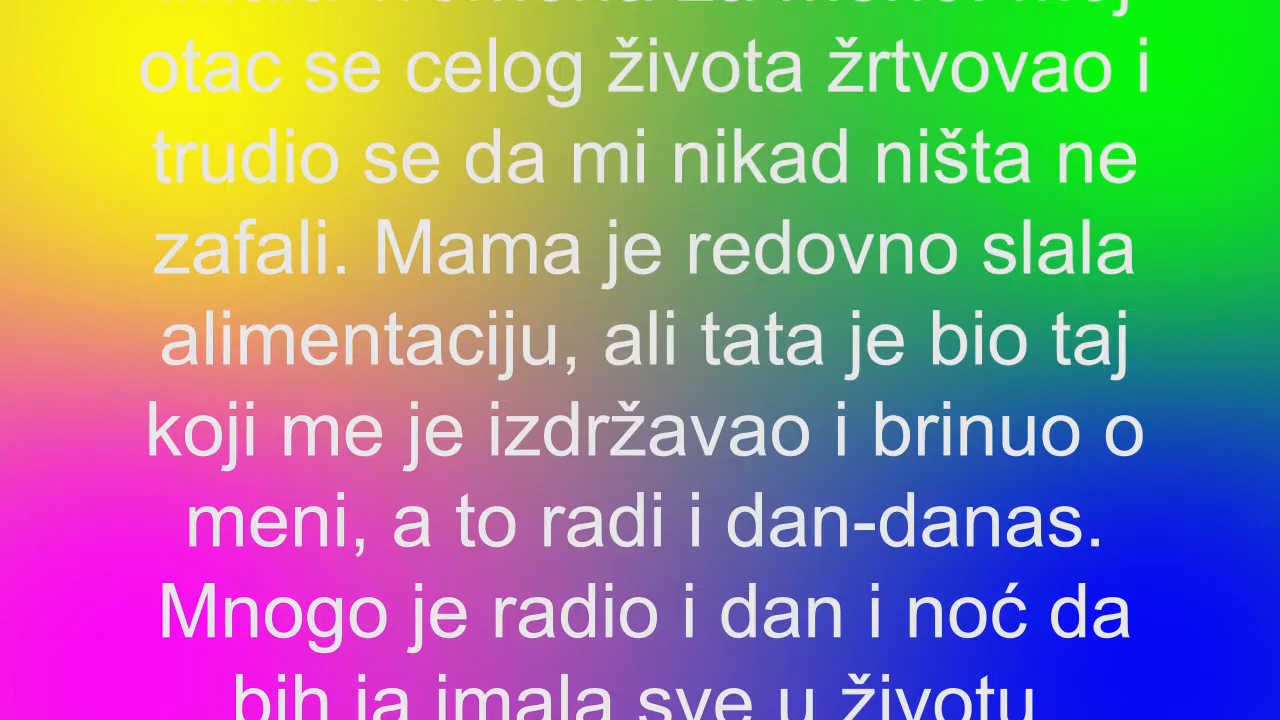 otac se celog života žrtvovao i
trudio se da mi nikad ništa ne
zafali. Mama je redovno slala
alimentaciju, ali tata je bio taj
koji me je izdržavao i brinuo o
meni, a to radi i dan-danas.
Mnogo je radio i dan i noć da
bih ja imala sve u životu